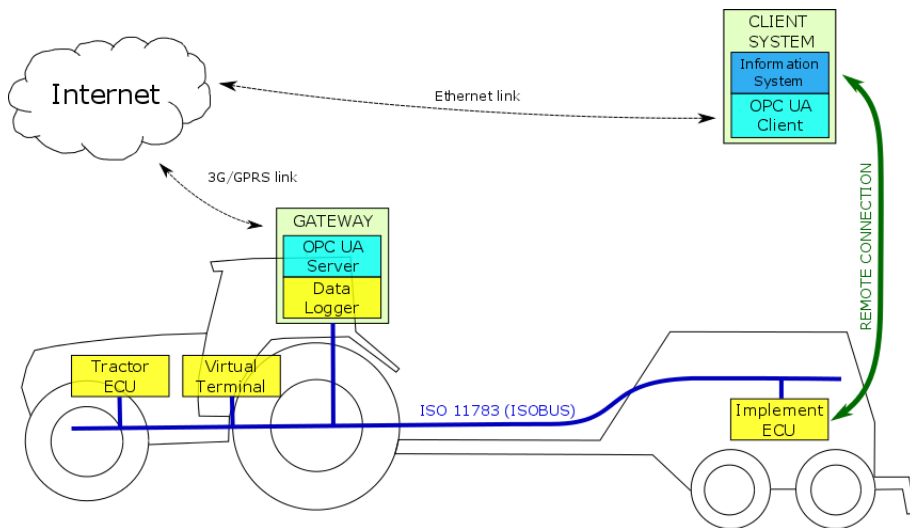 CLIENT
SYSTEM
Information
System
OPC UA
Client
Internet
Ethernet link
3G/GPRS link
GATEWAY
OPC UA
Server
Data
Logger
REMOTE CONNECTION
Tractor
ECU
Virtual
Terminal
ISO 11783 (ISOBUS)
Implement
ECU